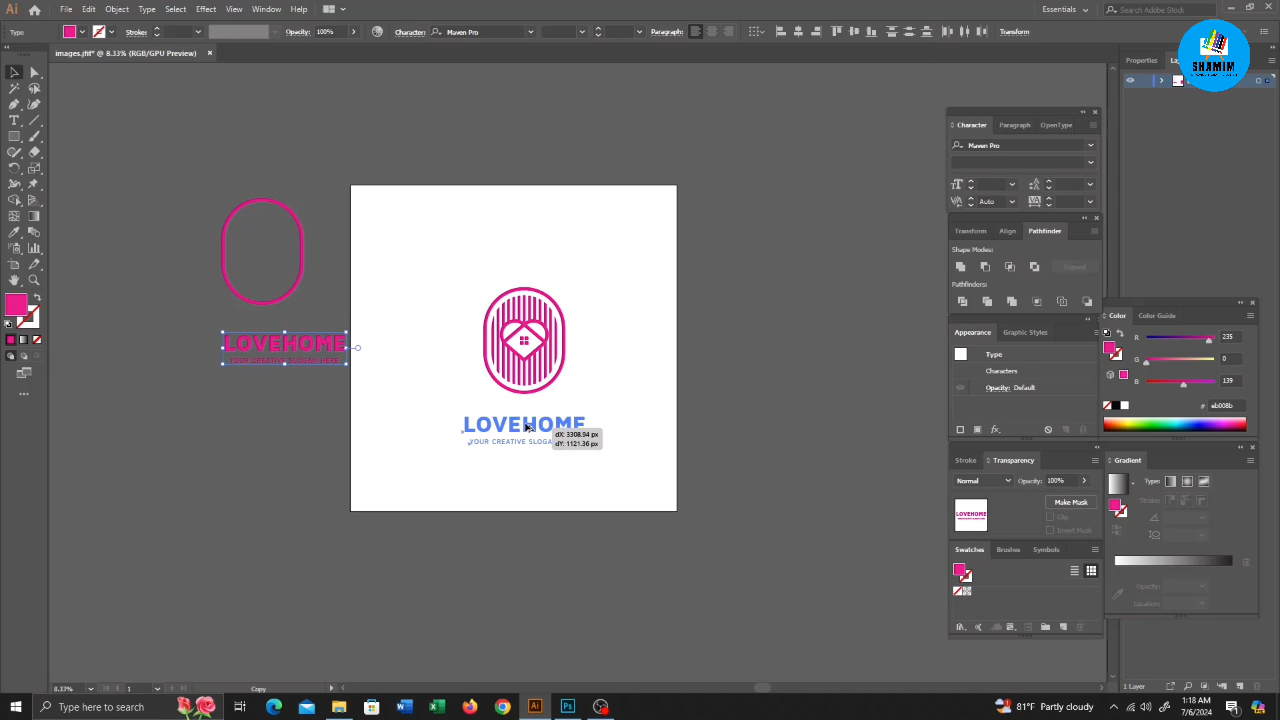 Ai File Edit Object Type Select Effect View Window Help Essentials Search Adobe Stock
Type Stroke: Opacity: 100% Character: Maven Pro Paragraph: Transform
images.jfif* @ 8.33% (RGB/GPU Preview)
SHAMIM
Properties
Character Paragraph OpenType
Maven Pro
Auto
Transform Align Pathfinder
Shape Modes:
Expand
Pathfinders:
Color Color Guide
R 235
G 0
B 139
# eb008b
Appearance Graphic Styles
Type
Characters
Opacity: Default
Stroke Transparency
Normal Opacity: 100%
Make Mask
Clip
Invert Mask
LOVEHOME
Gradient
Type:
Stroke:
Opacity:
Location:
Swatches Brushes Symbols
LOVEHOME
YOUR CREATIVE SLOGAN HERE
LOVEHOME
YOUR CREATIVE SLOGA
dX: 3308.94 px
dY: 1121.36 px
8.33% 1 Copy
1 Layer
Type here to search
81°F Partly cloudy
1:18 AM
7/6/2024